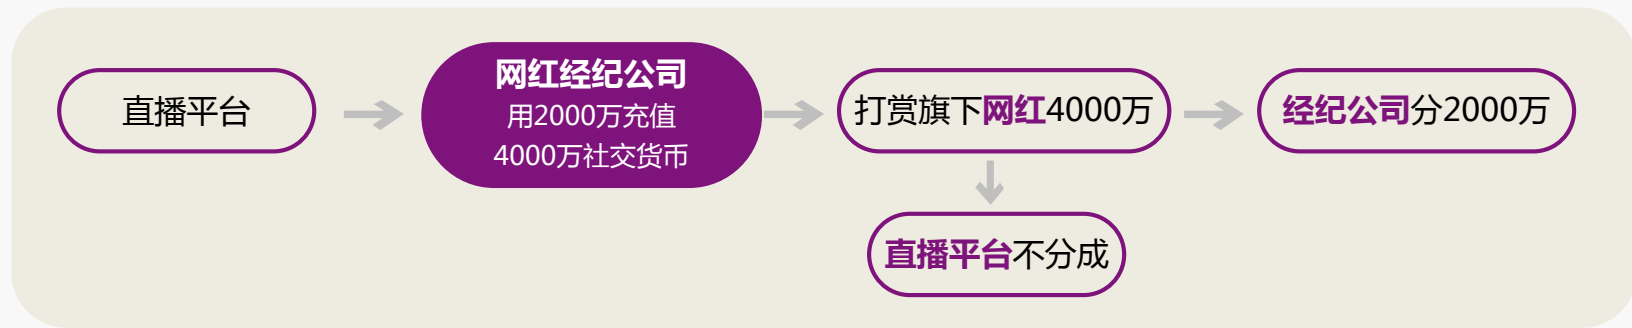 直播平台
网红经纪公司
用2000万充值
4000万社交货币
打赏旗下网红4000万
经纪公司分2000万
直播平台不分成